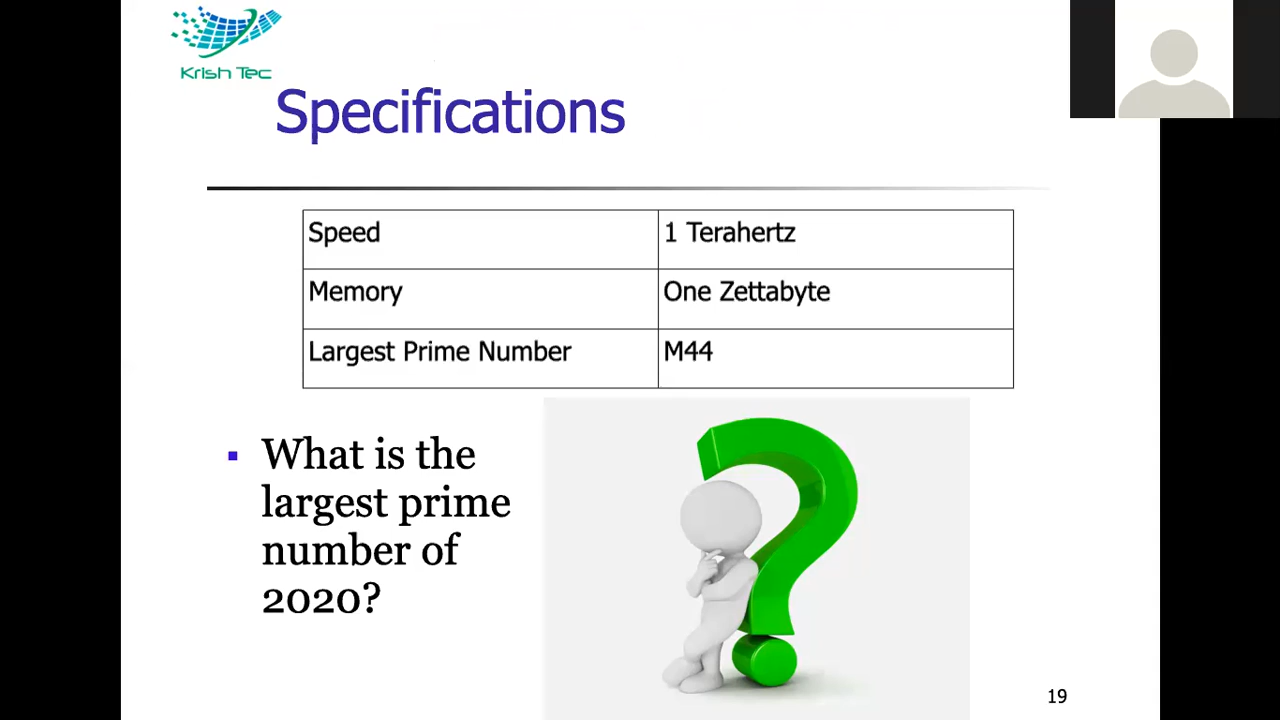 Krish Tec
Specifications
Speed 1 Terahertz
Memory One Zettabyte
Largest Prime Number M44
▪ What is the
largest prime
number of
2020?
19